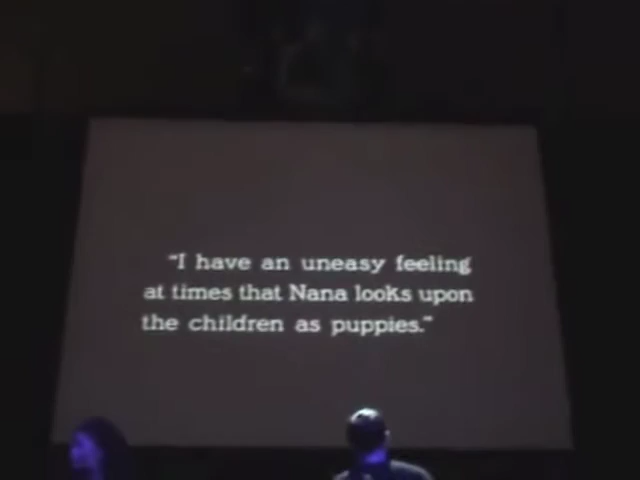 "I have an uneasy feeling
at times that Nana looks upon
the children as puppies."